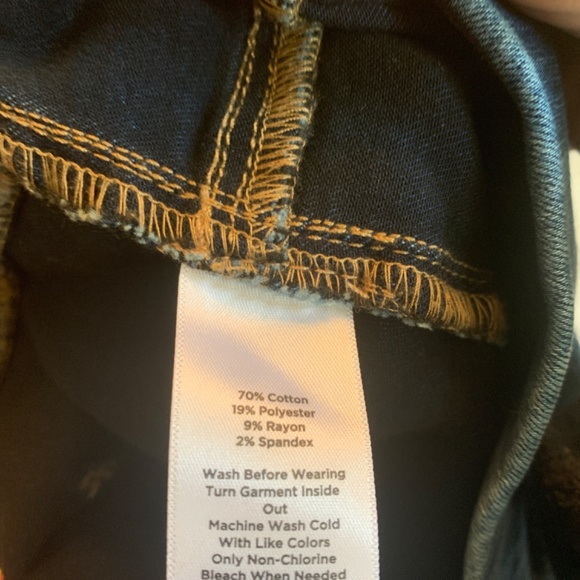 70% Cotton
19% Polyester
9% Rayon
2% Spandex
Wash Before Wearing
Turn Garment Inside
Out
Machine Wash Cold
With Like Colors
Only Non-Chlorine
Bleach When Needed